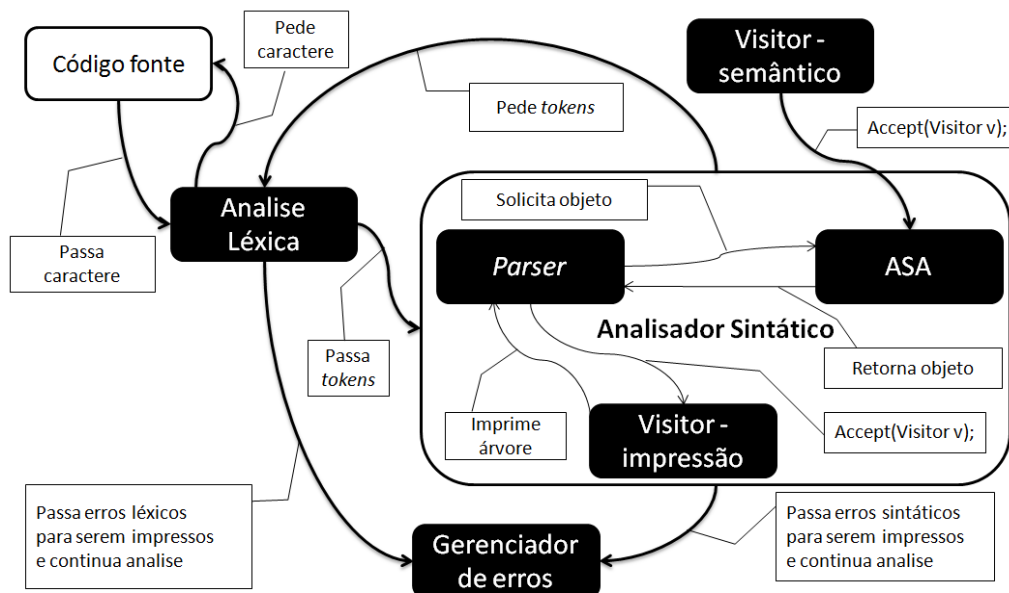 Código fonte
Pede
caractere
Visitor -
semântico
Pede tokens
Accept(Visitor v);
Analise
Léxica
Solicita objeto
Passa
caractere
Parser
ASA
Analisador Sintático
Passa
tokens
Retorna objeto
Imprime
árvore
Visitor -
impressão
Accept(Visitor v);
Passa erros léxicos
para serem impressos
e continua analise
Gerenciador
de erros
Passa erros sintáticos
para serem impressos
e continua analise